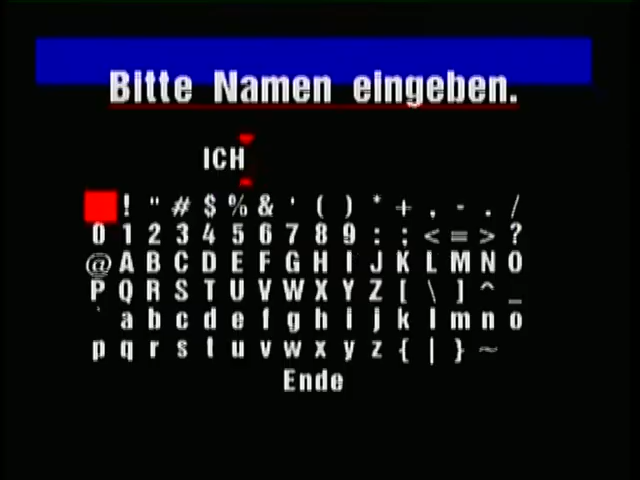 Bitte Namen eingeben.
ICH
! " # $ % & ' ( ) * + , - . /
0 1 2 3 4 5 6 7 8 9 : ; < = > ?
@ A B C D E F G H I J K L M N O
P Q R S T U V W X Y Z [ \ ] ^ _
` a b c d e f g h i j k l m n o
p q r s t u v w x y z { | } ~
Ende